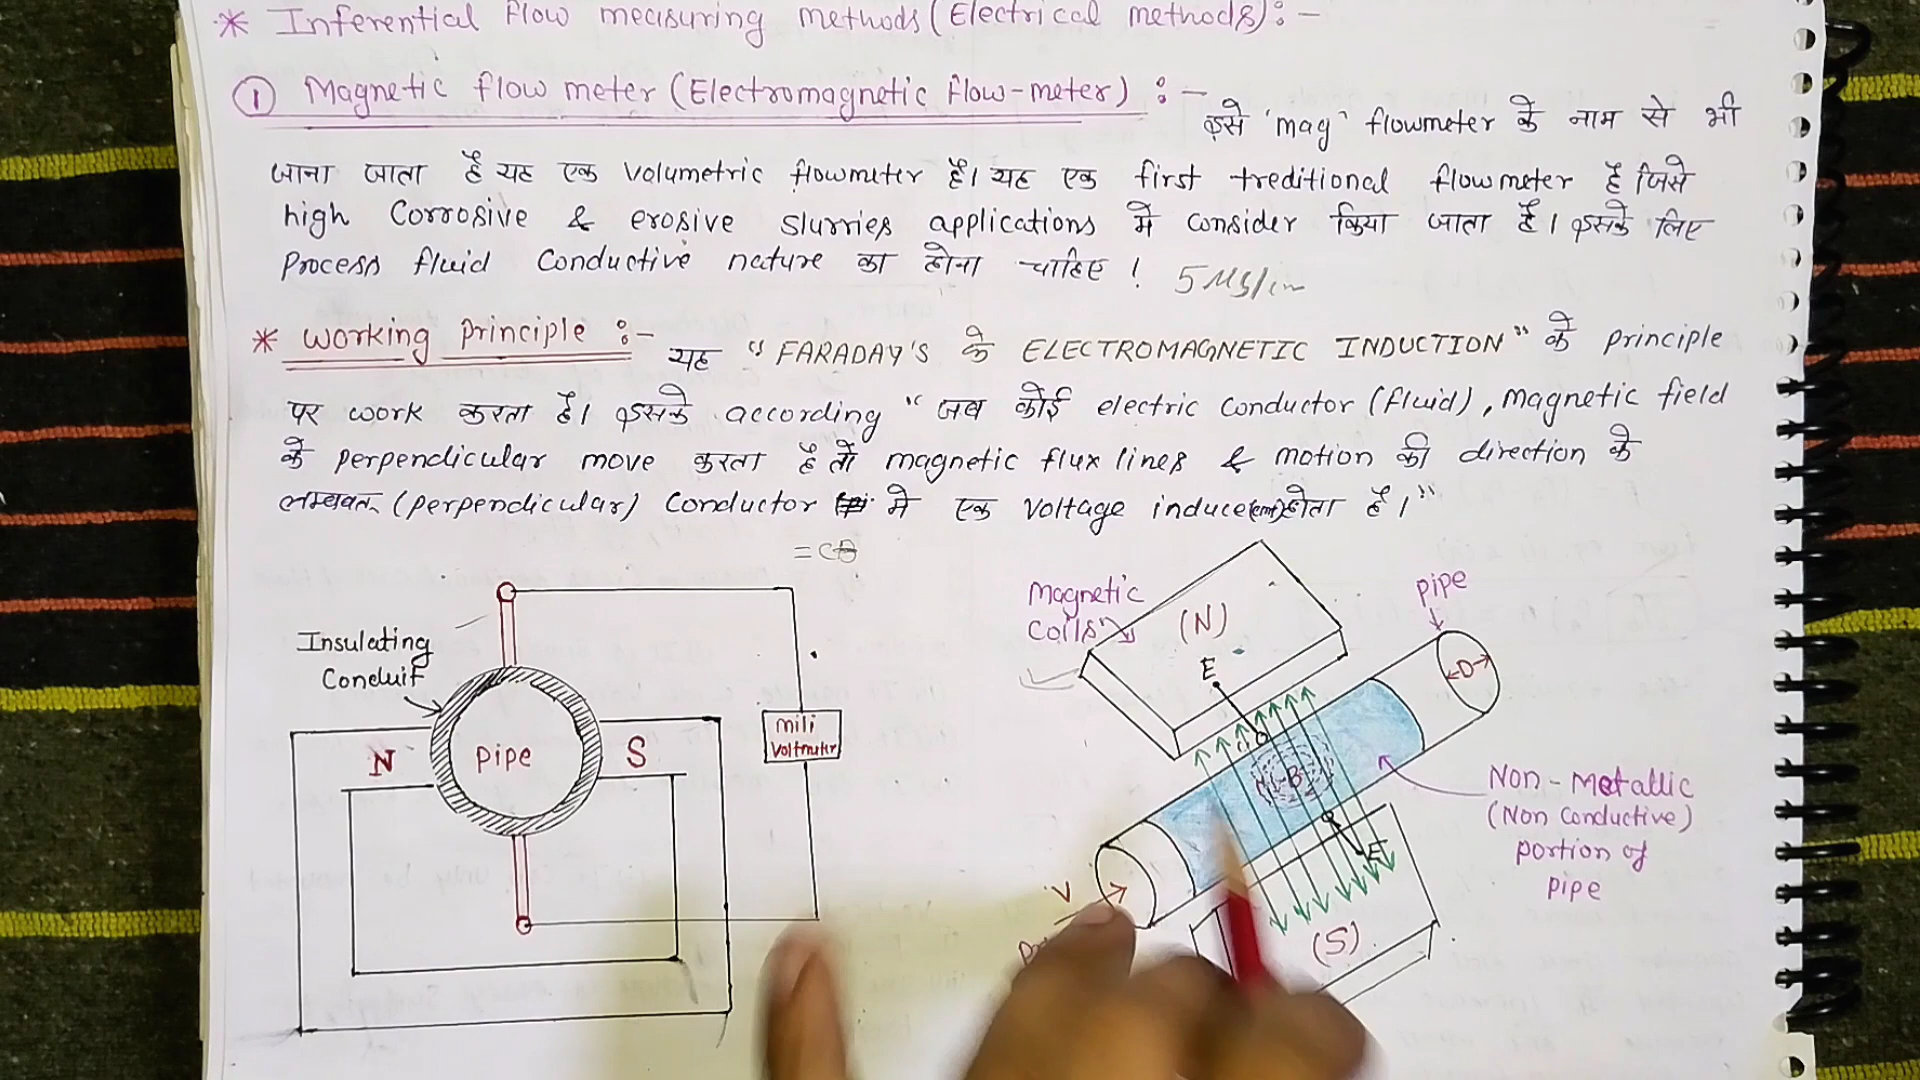 * Inferential Flow measuring methods (Electrical methods):-
① Magnetic flow meter (Electromagnetic Flow-meter) :-
इसे 'mag' flowmeter के नाम से भी
जाना जाता है यह एक volumetric flowmeter है। यह एक first treditional flowmeter है जिसे
high Corrosive & erosive slurries applications में consider किया जाता है। इसके लिए
process fluid conductive nature का होना चाहिए !
* Working principle :-
यह "FARADAY'S के ELECTROMAGNETIC INDUCTION" के principle
पर work करता है। इसके according "जब कोई electric conductor (fluid), magnetic field
के perpendicular move करता है तो magnetic flux lines & motion की direction के
लम्बवत (perpendicular) conductor मे एक voltage induce(emf)होता है।"
Insulating
Conduit
N
pipe
S
mili
Voltmeter
Magnetic
Coils
(N)
E
pipe
D
B
E
V
(S)
Non-Metallic
(Non Conductive)
portion of
pipe